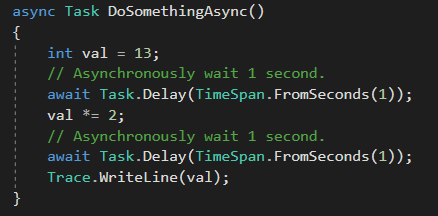 async Task DoSomethingAsync()
{
    int val = 13;
    // Asynchronously wait 1 second.
    await Task.Delay(TimeSpan.FromSeconds(1));
    val *= 2;
    // Asynchronously wait 1 second.
    await Task.Delay(TimeSpan.FromSeconds(1));
    Trace.WriteLine(val);
}